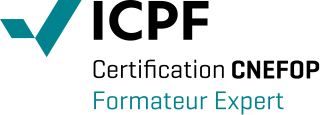 ICPF
Certification CNEFOP
Formateur Expert